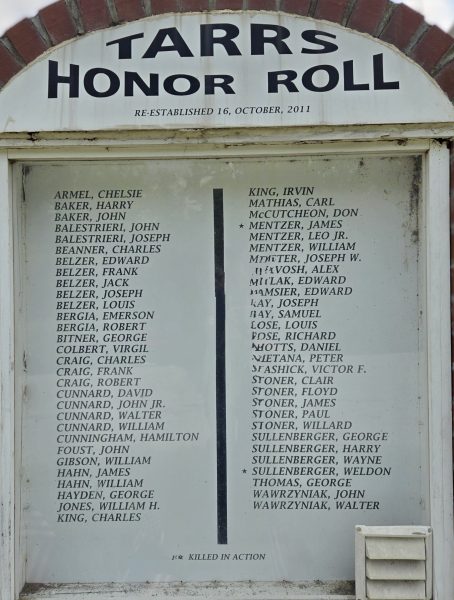 TARRS
HONOR ROLL
RE-ESTABLISHED 16, OCTOBER, 2011
ARMEL, CHELSIE
BAKER, HARRY
BAKER, JOHN
BALESTRIERI, JOHN
BALESTRIERI, JOSEPH
BEANNER, CHARLES
BELZER, EDWARD
BELZER, FRANK
BELZER, JACK
BELZER, JOSEPH
BELZER, LOUIS
BERGIA, EMERSON
BERGIA, ROBERT
BITNER, GEORGE
COLBERT, VIRGIL
CRAIG, CHARLES
CRAIG, FRANK
CRAIG, ROBERT
CUNNARD, DAVID
CUNNARD, JOHN JR.
CUNNARD, WALTER
CUNNARD, WILLIAM
CUNNINGHAM, HAMILTON
FOUST, JOHN
GIBSON, WILLIAM
HAHN, JAMES
HAHN, WILLIAM
HAYDEN, GEORGE
JONES, WILLIAM H.
KING, CHARLES
KING, IRVIN
MATHIAS, CARL
McCUTCHEON, DON
* MENTZER, JAMES
MENTZER, LEO JR.
MENTZER, WILLIAM
JOSEPH W.
ALEX
EDWARD
EDWARD
JOSEPH
SAMUEL
LOUIS
RICHARD
DANIEL
PETER
VICTOR F.
STONER, CLAIR
STONER, FLOYD
STONER, JAMES
STONER, PAUL
STONER, WILLARD
SULLENBERGER, GEORGE
SULLENBERGER, HARRY
SULLENBERGER, WAYNE
* SULLENBERGER, WELDON
THOMAS, GEORGE
WAWRZYNIAK, JOHN
WAWRZYNIAK, WALTER
* KILLED IN ACTION